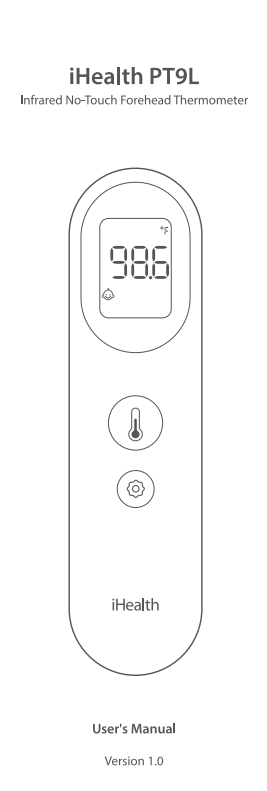 iHealth PT9L
Infrared No-Touch Forehead Thermometer
°F
98.6
iHealth
User's Manual
Version 1.0